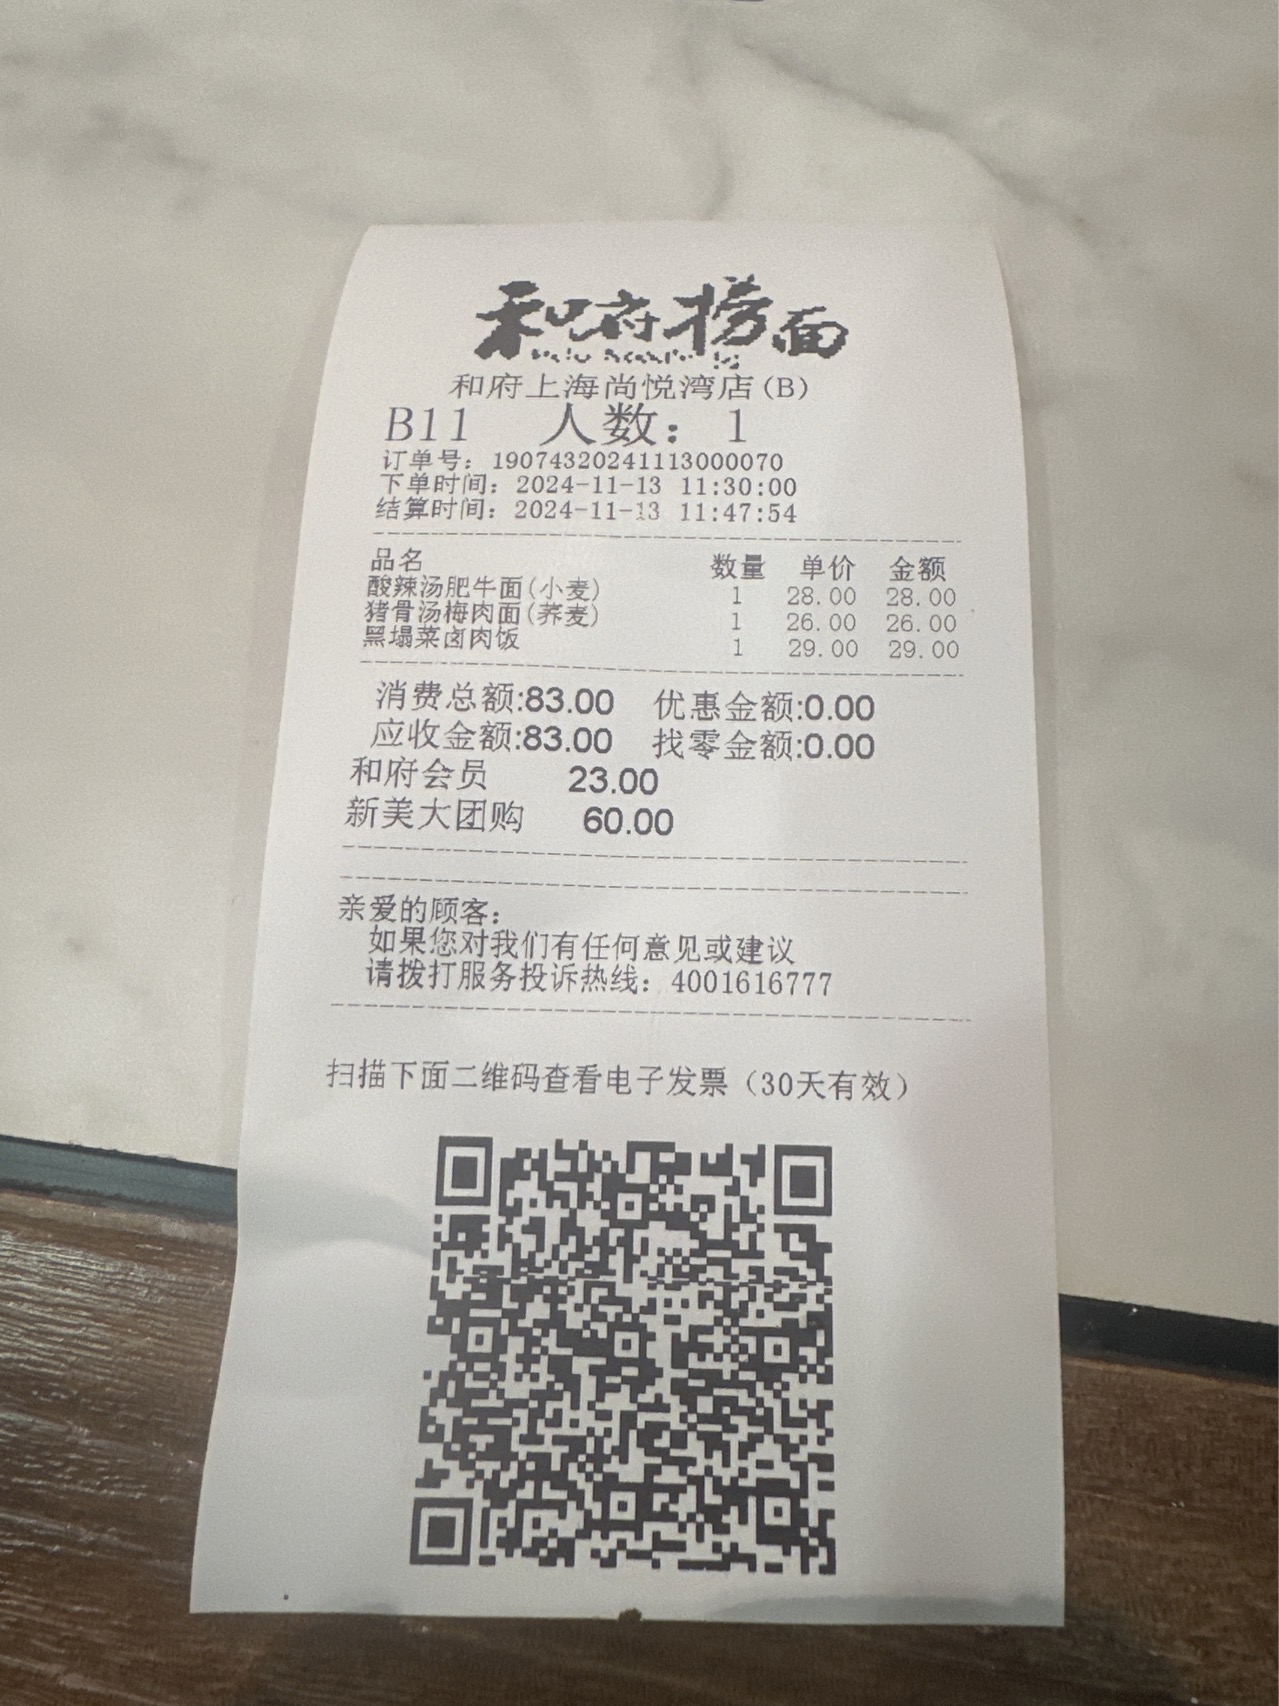 和府捞面
和府上海尚悦湾店(B)
B11 人数: 1
订单号: 19074320241113000070
下单时间: 2024-11-13 11:30:00
结算时间: 2024-11-13 11:47:54
品名 数量 单价 金额
酸辣汤肥牛面(小麦) 1 28.00 28.00
猪骨汤梅肉面(荞麦) 1 26.00 26.00
黑塌菜卤肉饭 1 29.00 29.00
消费总额:83.00 优惠金额:0.00
应收金额:83.00 找零金额:0.00
和府会员 23.00
新美大团购 60.00
亲爱的顾客:
如果您对我们有任何意见或建议
请拨打服务投诉热线: 4001616777
扫描下面二维码查看电子发票（30天有效）